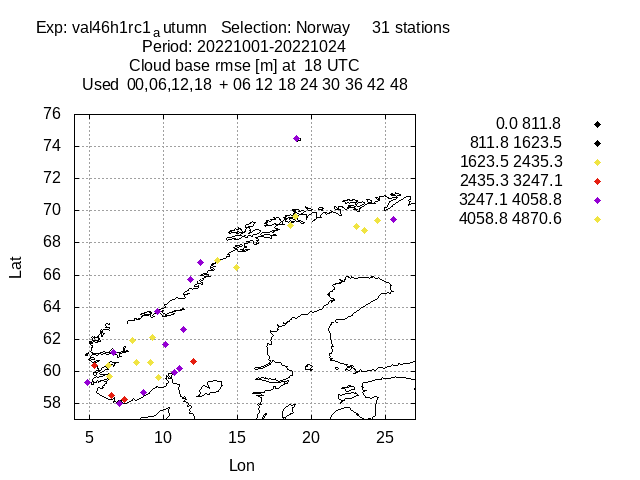 Exp: val46h1rc1autumn Selection: Norway 31 stations
Period: 20221001-20221024
Cloud base rmse [m] at 18 UTC
Used 00,06,12,18 + 06 12 18 24 30 36 42 48
76
74
72
70
68
66
64
62
60
58
Lat
5 10 15 20 25
Lon
0.0 811.8
811.8 1623.5
1623.5 2435.3
2435.3 3247.1
3247.1 4058.8
4058.8 4870.6